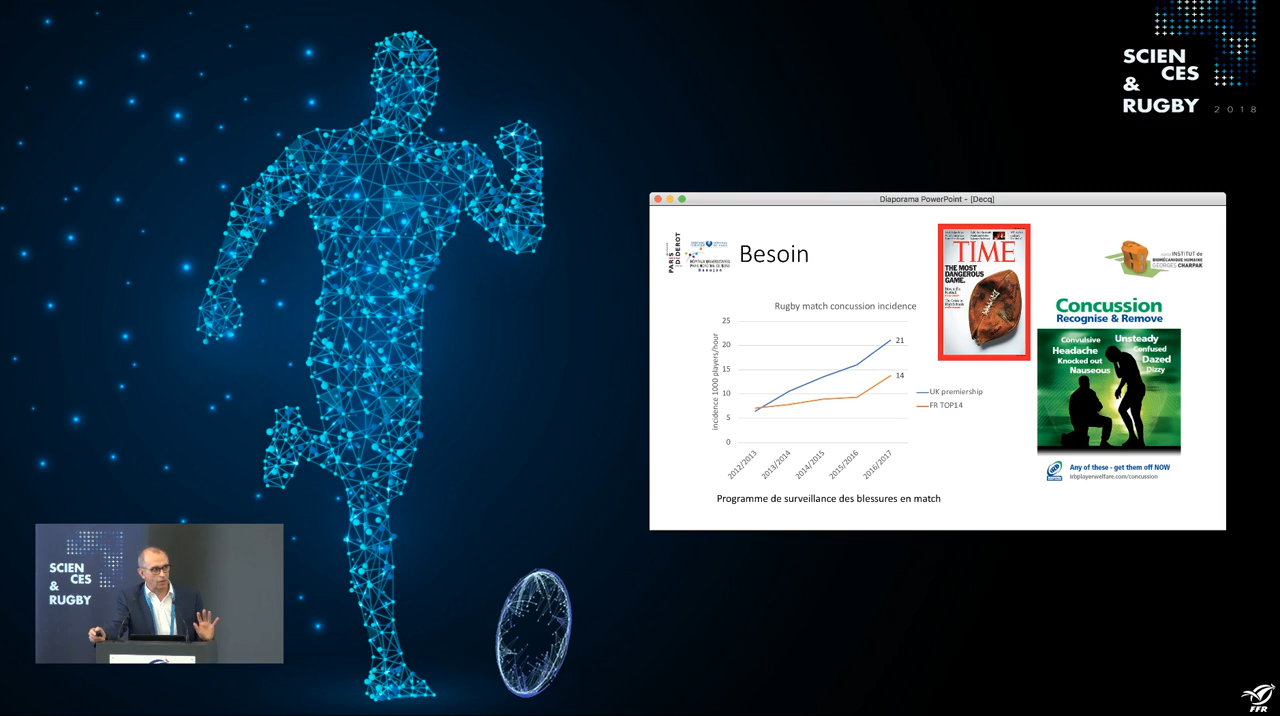 SCIEN
CES
&
RUGBY 2018
Diaporama PowerPoint - [Decq]
PARIS
DIDEROT
Besoin
TIME
THE MOST
DANGEROUS
GAME.
INSTITUT de
BIOMÉCANIQUE HUMAINE
GEORGES CHARPAK
Rugby match concussion incidence
incidence 1000 players/hour
25
20
15
10
5
0
21
14
2012/2013
2013/2014
2014/2015
2015/2016
2016/2017
UK premiership
FR TOP14
Programme de surveillance des blessures en match
Concussion
Recognise & Remove
Convulsive
Unsteady
Headache
Confused
Knocked out
Dazed
Nauseous
Dizzy
Any of these - get them off NOW
irbplayerwelfare.com/concussion
SCIEN
CES
&
RUGBY
FFR